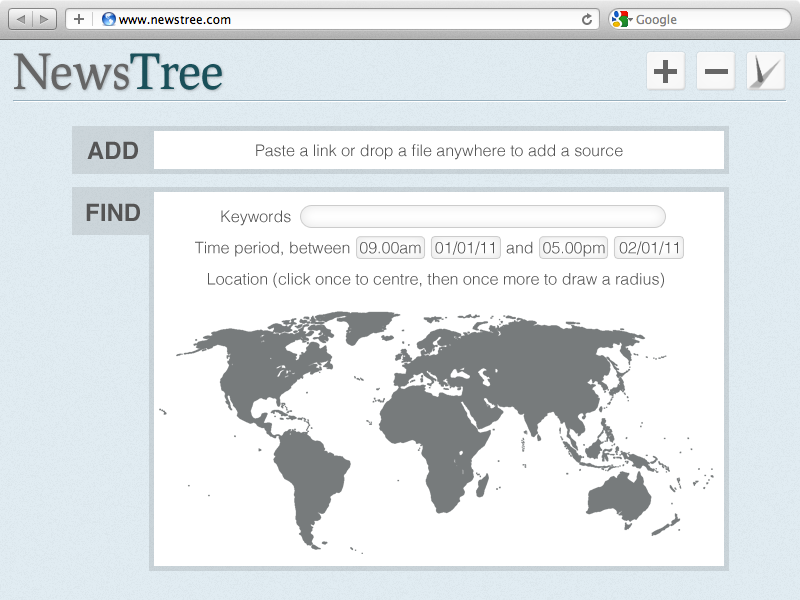 www.newstree.com
Google
NewsTree
ADD
Paste a link or drop a file anywhere to add a source
FIND
Keywords
Time period, between 09.00am 01/01/11 and 05.00pm 02/01/11
Location (click once to centre, then once more to draw a radius)